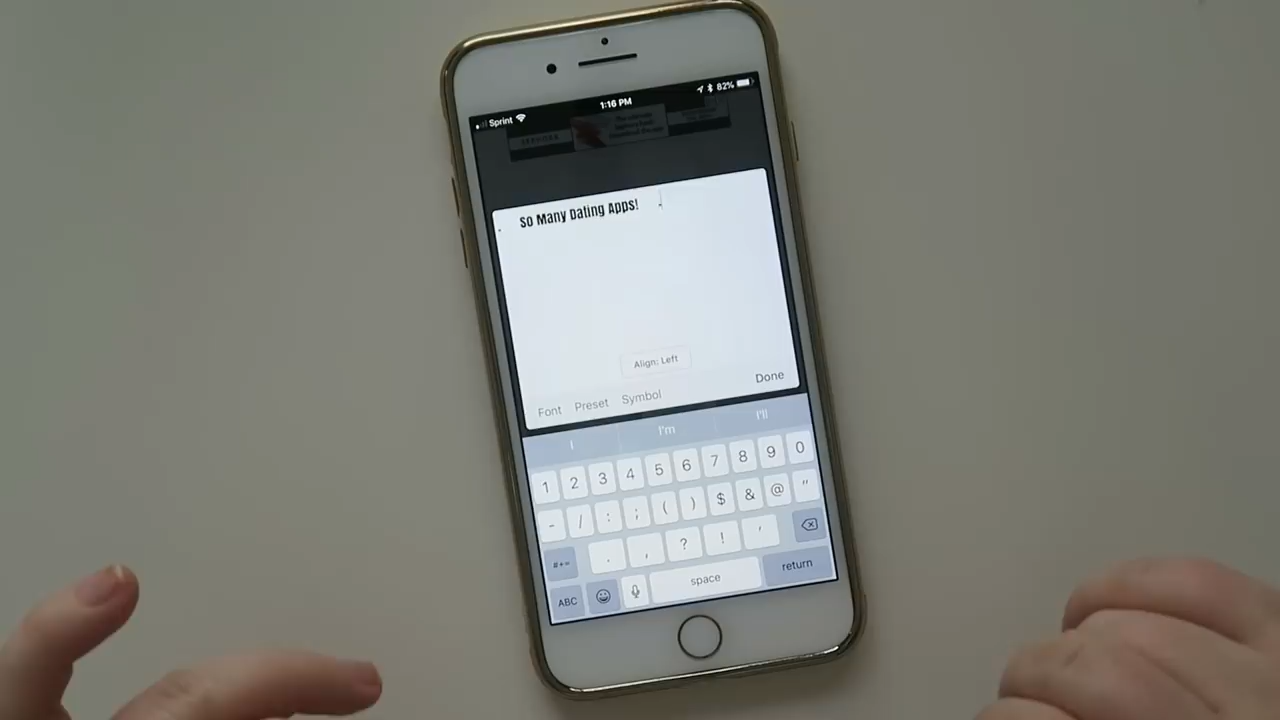 Sprint 1:16 PM 82%
SEPHORA
. So Many Dating Apps! .
Align: Left
Font Preset Symbol Done
I I'm I'll
1 2 3 4 5 6 7 8 9 0
- / : ; ( ) $ & @ "
#+= . , ? ! '
ABC space return